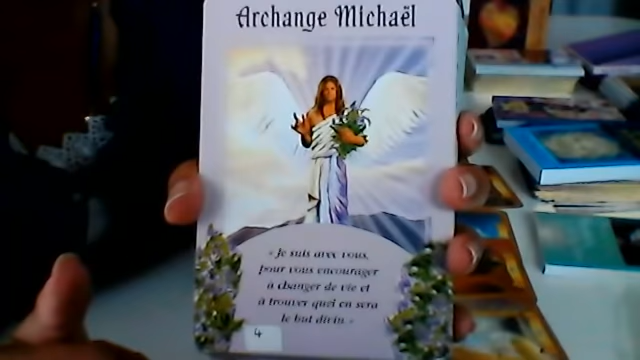 Archange Michaël
« Je suis avec vous,
pour vous encourager
à changer de vie et
à trouver quel en sera
le but divin. »
4